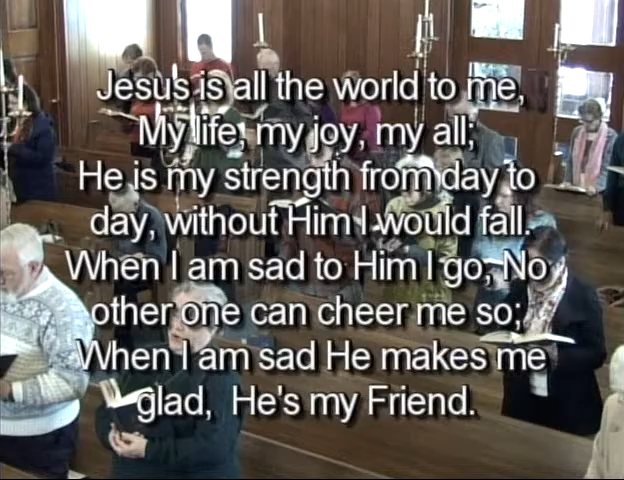 Jesus is all the world to me,
My life, my joy, my all;
He is my strength from day to
day, without Him I would fall.
When I am sad to Him I go, No
other one can cheer me so;
When I am sad He makes me
glad,  He's my Friend.